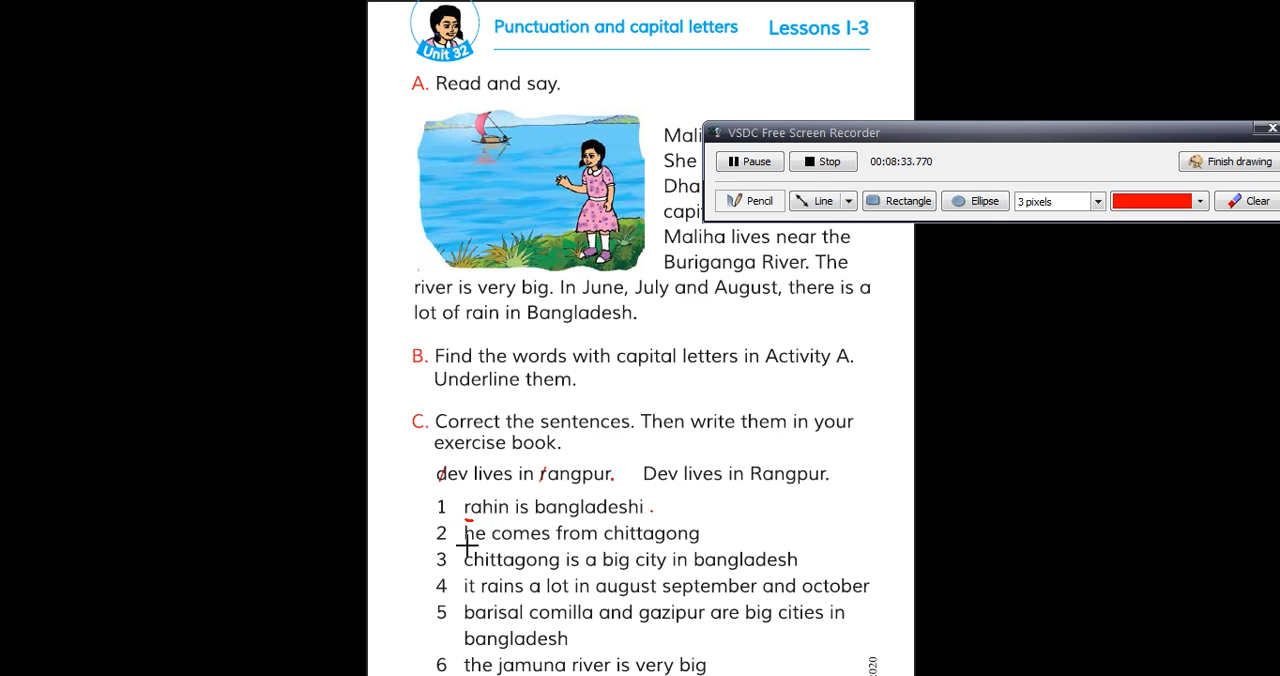 Unit 32
Punctuation and capital letters Lessons 1-3
A. Read and say.
She
Maliha lives near the
Buriganga River. The
river is very big. In June, July and August, there is a
lot of rain in Bangladesh.
VSDC Free Screen Recorder
Pause Stop 00:08:33.770 Finish drawing
Pencil Line Rectangle Ellipse 3 pixels Clear
B. Find the words with capital letters in Activity A.
Underline them.
C. Correct the sentences. Then write them in your
exercise book.
dev lives in rangpur. Dev lives in Rangpur.
1 rahin is bangladeshi .
2 he comes from chittagong
3 chittagong is a big city in bangladesh
4 it rains a lot in august september and october
5 barisal comilla and gazipur are big cities in
bangladesh
6 the jamuna river is very big
2020